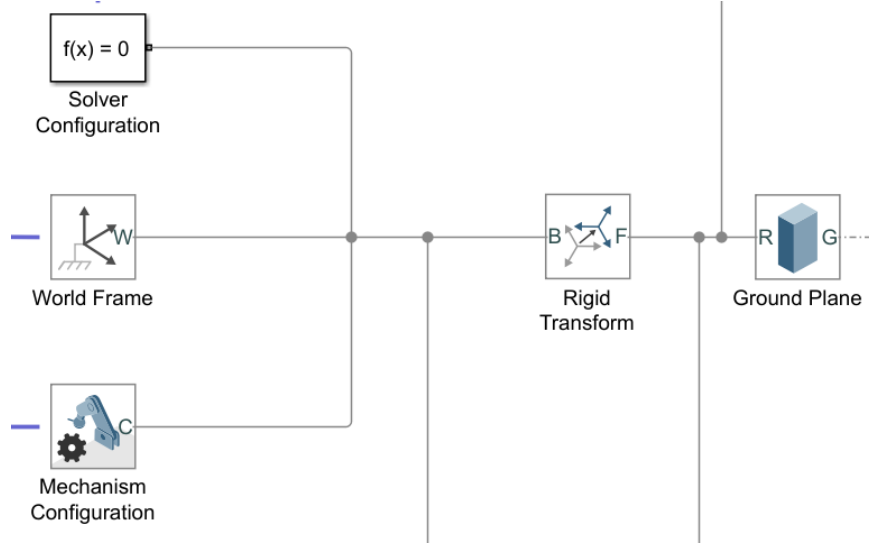 f(x) = 0
Solver
Configuration
W
World Frame
B
F
Rigid
Transform
R
G
Ground Plane
C
Mechanism
Configuration